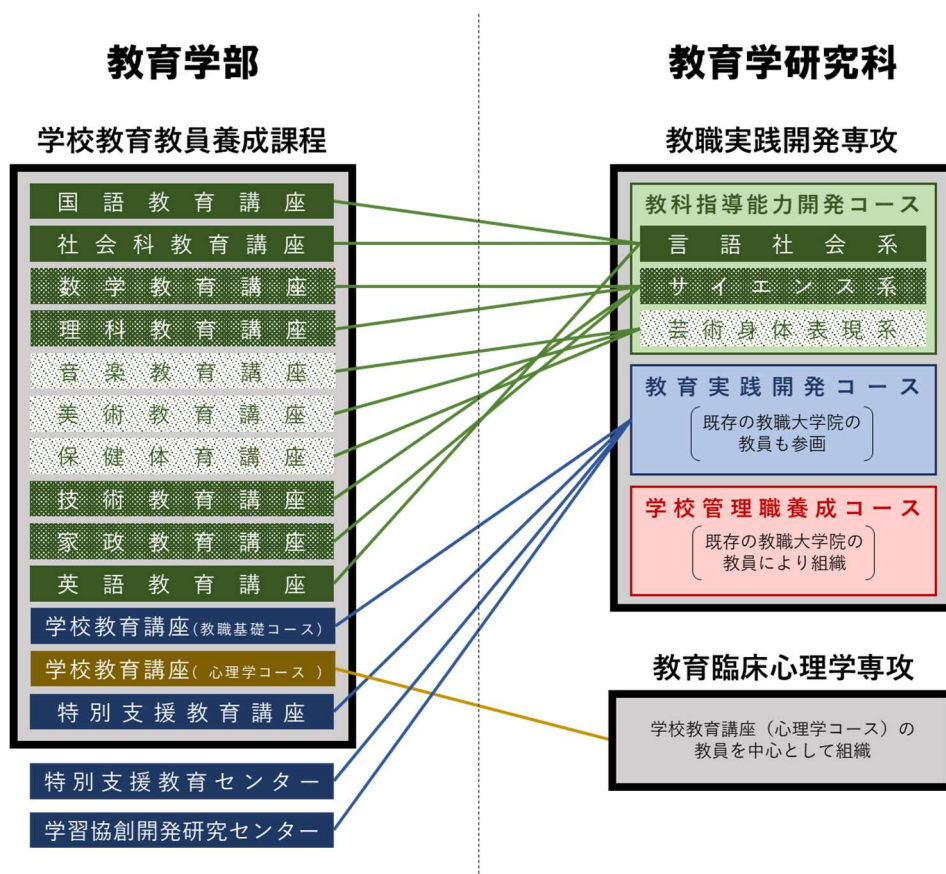 教育学部
学校教育教員養成課程
国語教育講座
社会科教育講座
数学教育講座
理科教育講座
音楽教育講座
美術教育講座
保健体育講座
技術教育講座
家政教育講座
英語教育講座
学校教育講座(教職基礎コース)
学校教育講座( 心理学コース )
特別支援教育講座
特別支援教育センター
学習協創開発研究センター
教育学研究科
教職実践開発専攻
教科指導能力開発コース
言語社会系
サイエンス系
芸術身体表現系
教育実践開発コース
既存の教職大学院の
教員も参画
学校管理職養成コース
既存の教職大学院の
教員により組織
教育臨床心理学専攻
学校教育講座（心理学コース）の
教員を中心として組織